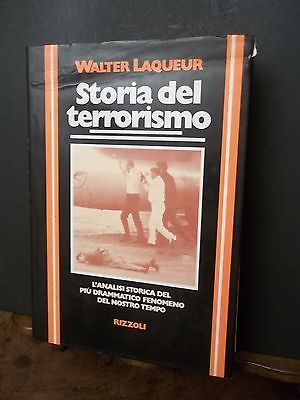 WALTER LAQUEUR
Storia del
terrorismo
L'ANALISI STORICA DEL
PIÙ DRAMMATICO FENOMENO
DEL NOSTRO TEMPO
RIZZOLI